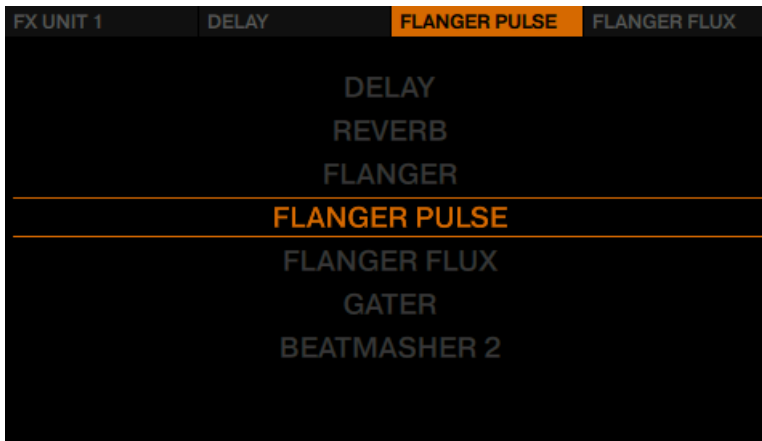 FX UNIT 1 DELAY FLANGER PULSE FLANGER FLUX
DELAY
REVERB
FLANGER
FLANGER PULSE
FLANGER FLUX
GATER
BEATMASHER 2